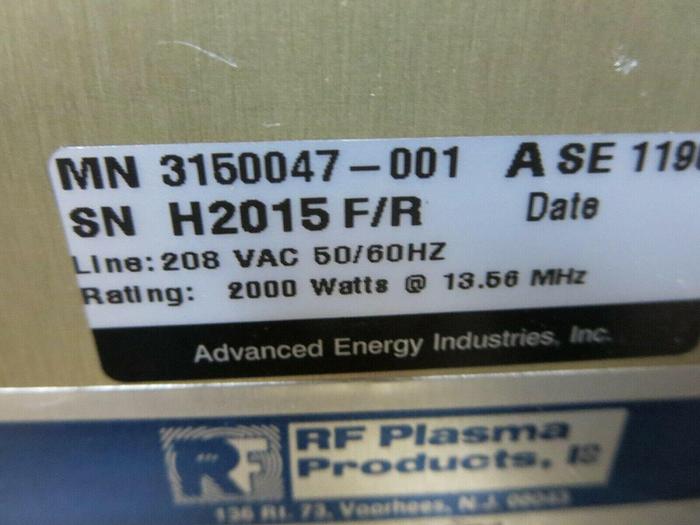 MN 3150047-001 A SE 119
SN H2015 F/R Date
Line: 208 VAC 50/60HZ
Rating: 2000 Watts @ 13.56 MHz
Advanced Energy Industries, Inc.
RF RF Plasma
Products,
136 Rt. 73, Voorhees, N.J. 08043